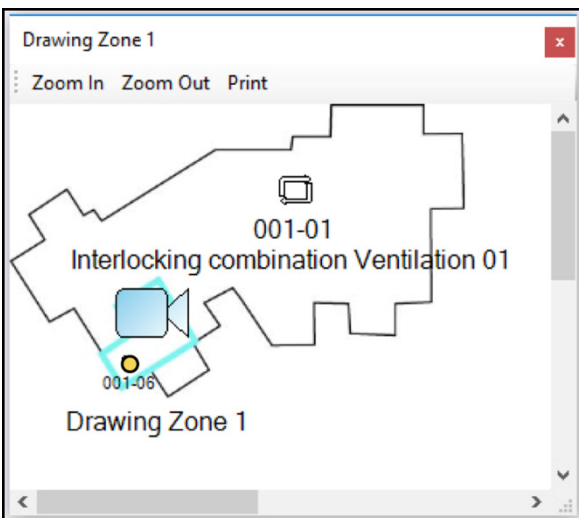 Drawing Zone 1
x
Zoom In Zoom Out Print
001-01
Interlocking combination Ventilation 01
001-06
Drawing Zone 1